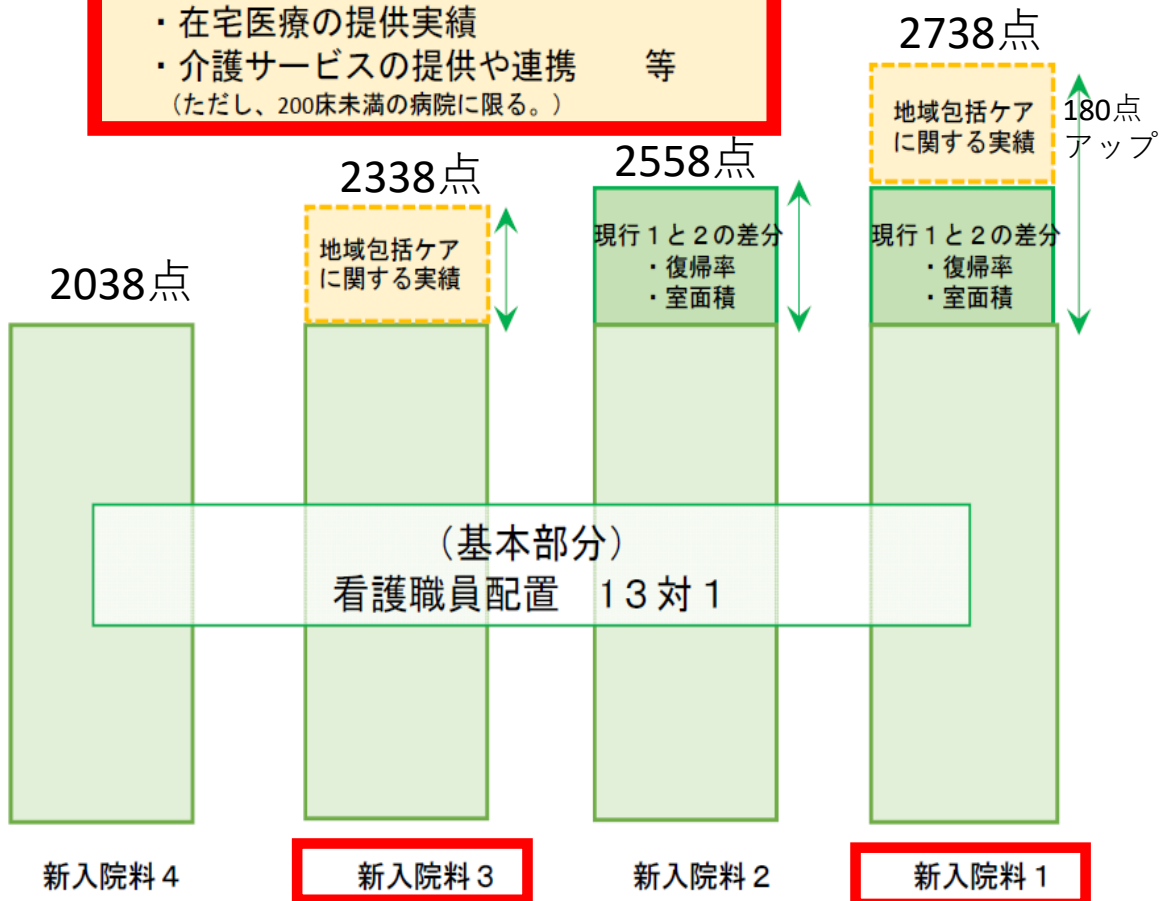 ・在宅医療の提供実績
・介護サービスの提供や連携　　等
（ただし、200床未満の病院に限る。）
2738点
地域包括ケア
に関する実績
180点
アップ
2338点
2558点
地域包括ケア
に関する実績
現行１と２の差分
・復帰率
・室面積
現行１と２の差分
・復帰率
・室面積
2038点
（基本部分）
看護職員配置　１３対１
新入院料４
新入院料３
新入院料２
新入院料１